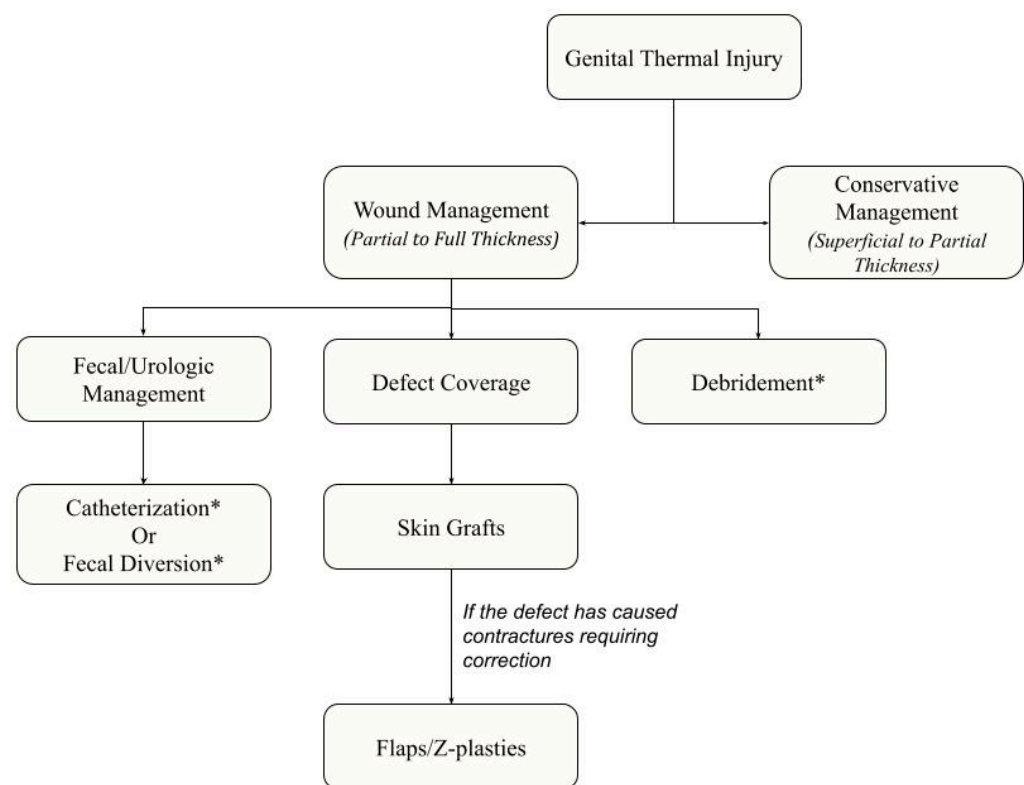 Genital Thermal Injury
Wound Management
(Partial to Full Thickness)
Conservative
Management
(Superficial to Partial
Thickness)
Fecal/Urologic
Management
Defect Coverage
Debridement*
Catheterization*
Or
Fecal Diversion*
Skin Grafts
If the defect has caused
contractures requiring
correction
Flaps/Z-plasties